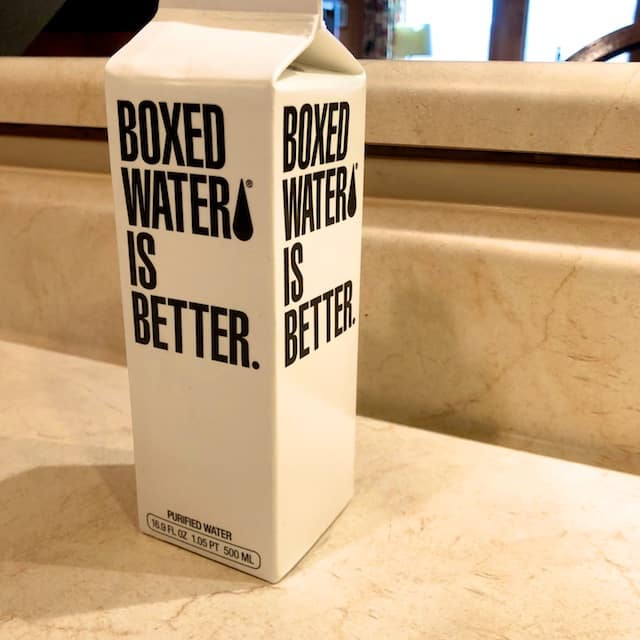 BOXED
WATER®
IS
BETTER.
PURIFIED WATER
16.9 FL OZ 1.05 PT 500 ML
BOXED
WATER
IS
BETTER.